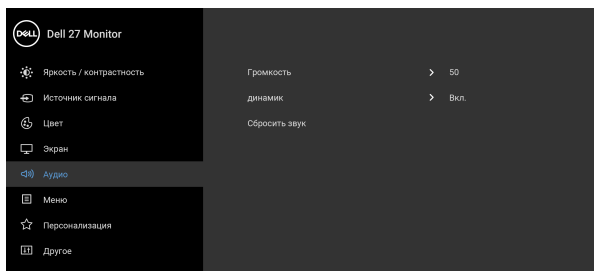 DELL Dell 27 Monitor
Яркость / контрастность
Громкость 50
Источник сигнала
динамик Вкл.
Цвет
Сбросить звук
Экран
Аудио
Меню
Персонализация
Другое